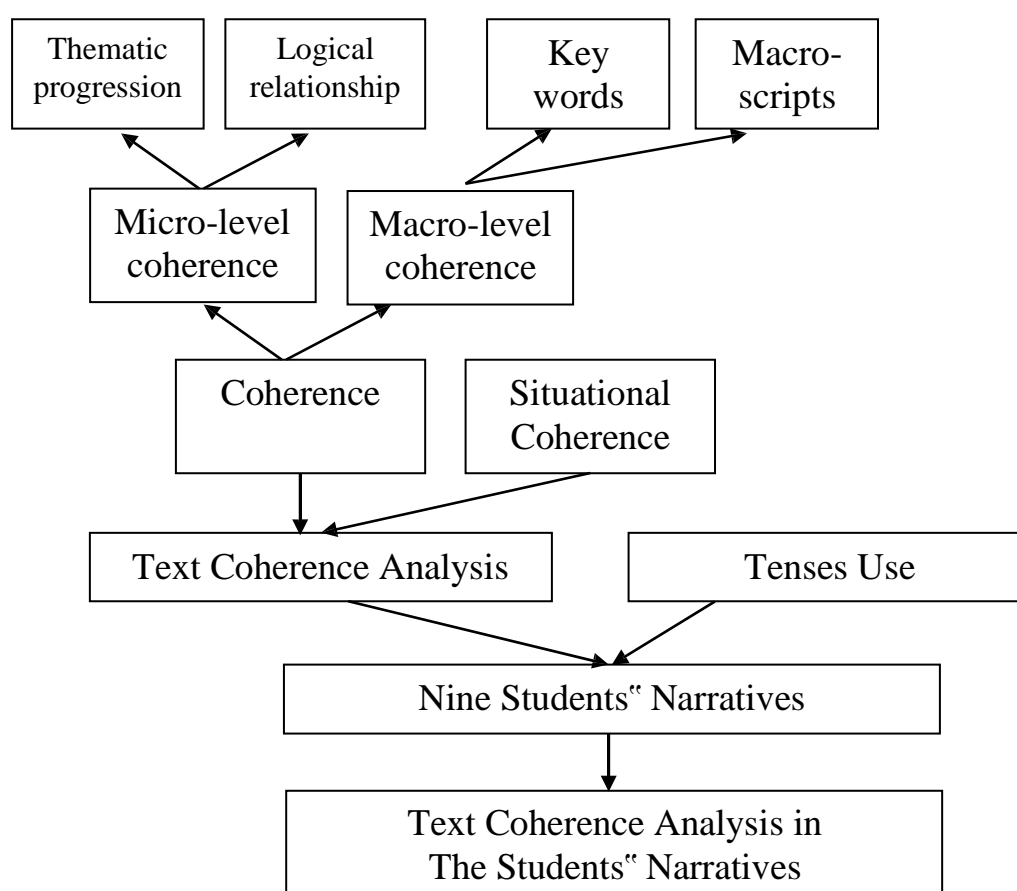 Thematic
progression
Logical
relationship
Key
words
Macro-
scripts
Micro-level
coherence
Macro-level
coherence
Coherence
Situational
Coherence
Text Coherence Analysis
Tenses Use
Nine Students‟ Narratives
Text Coherence Analysis in
The Students‟ Narratives